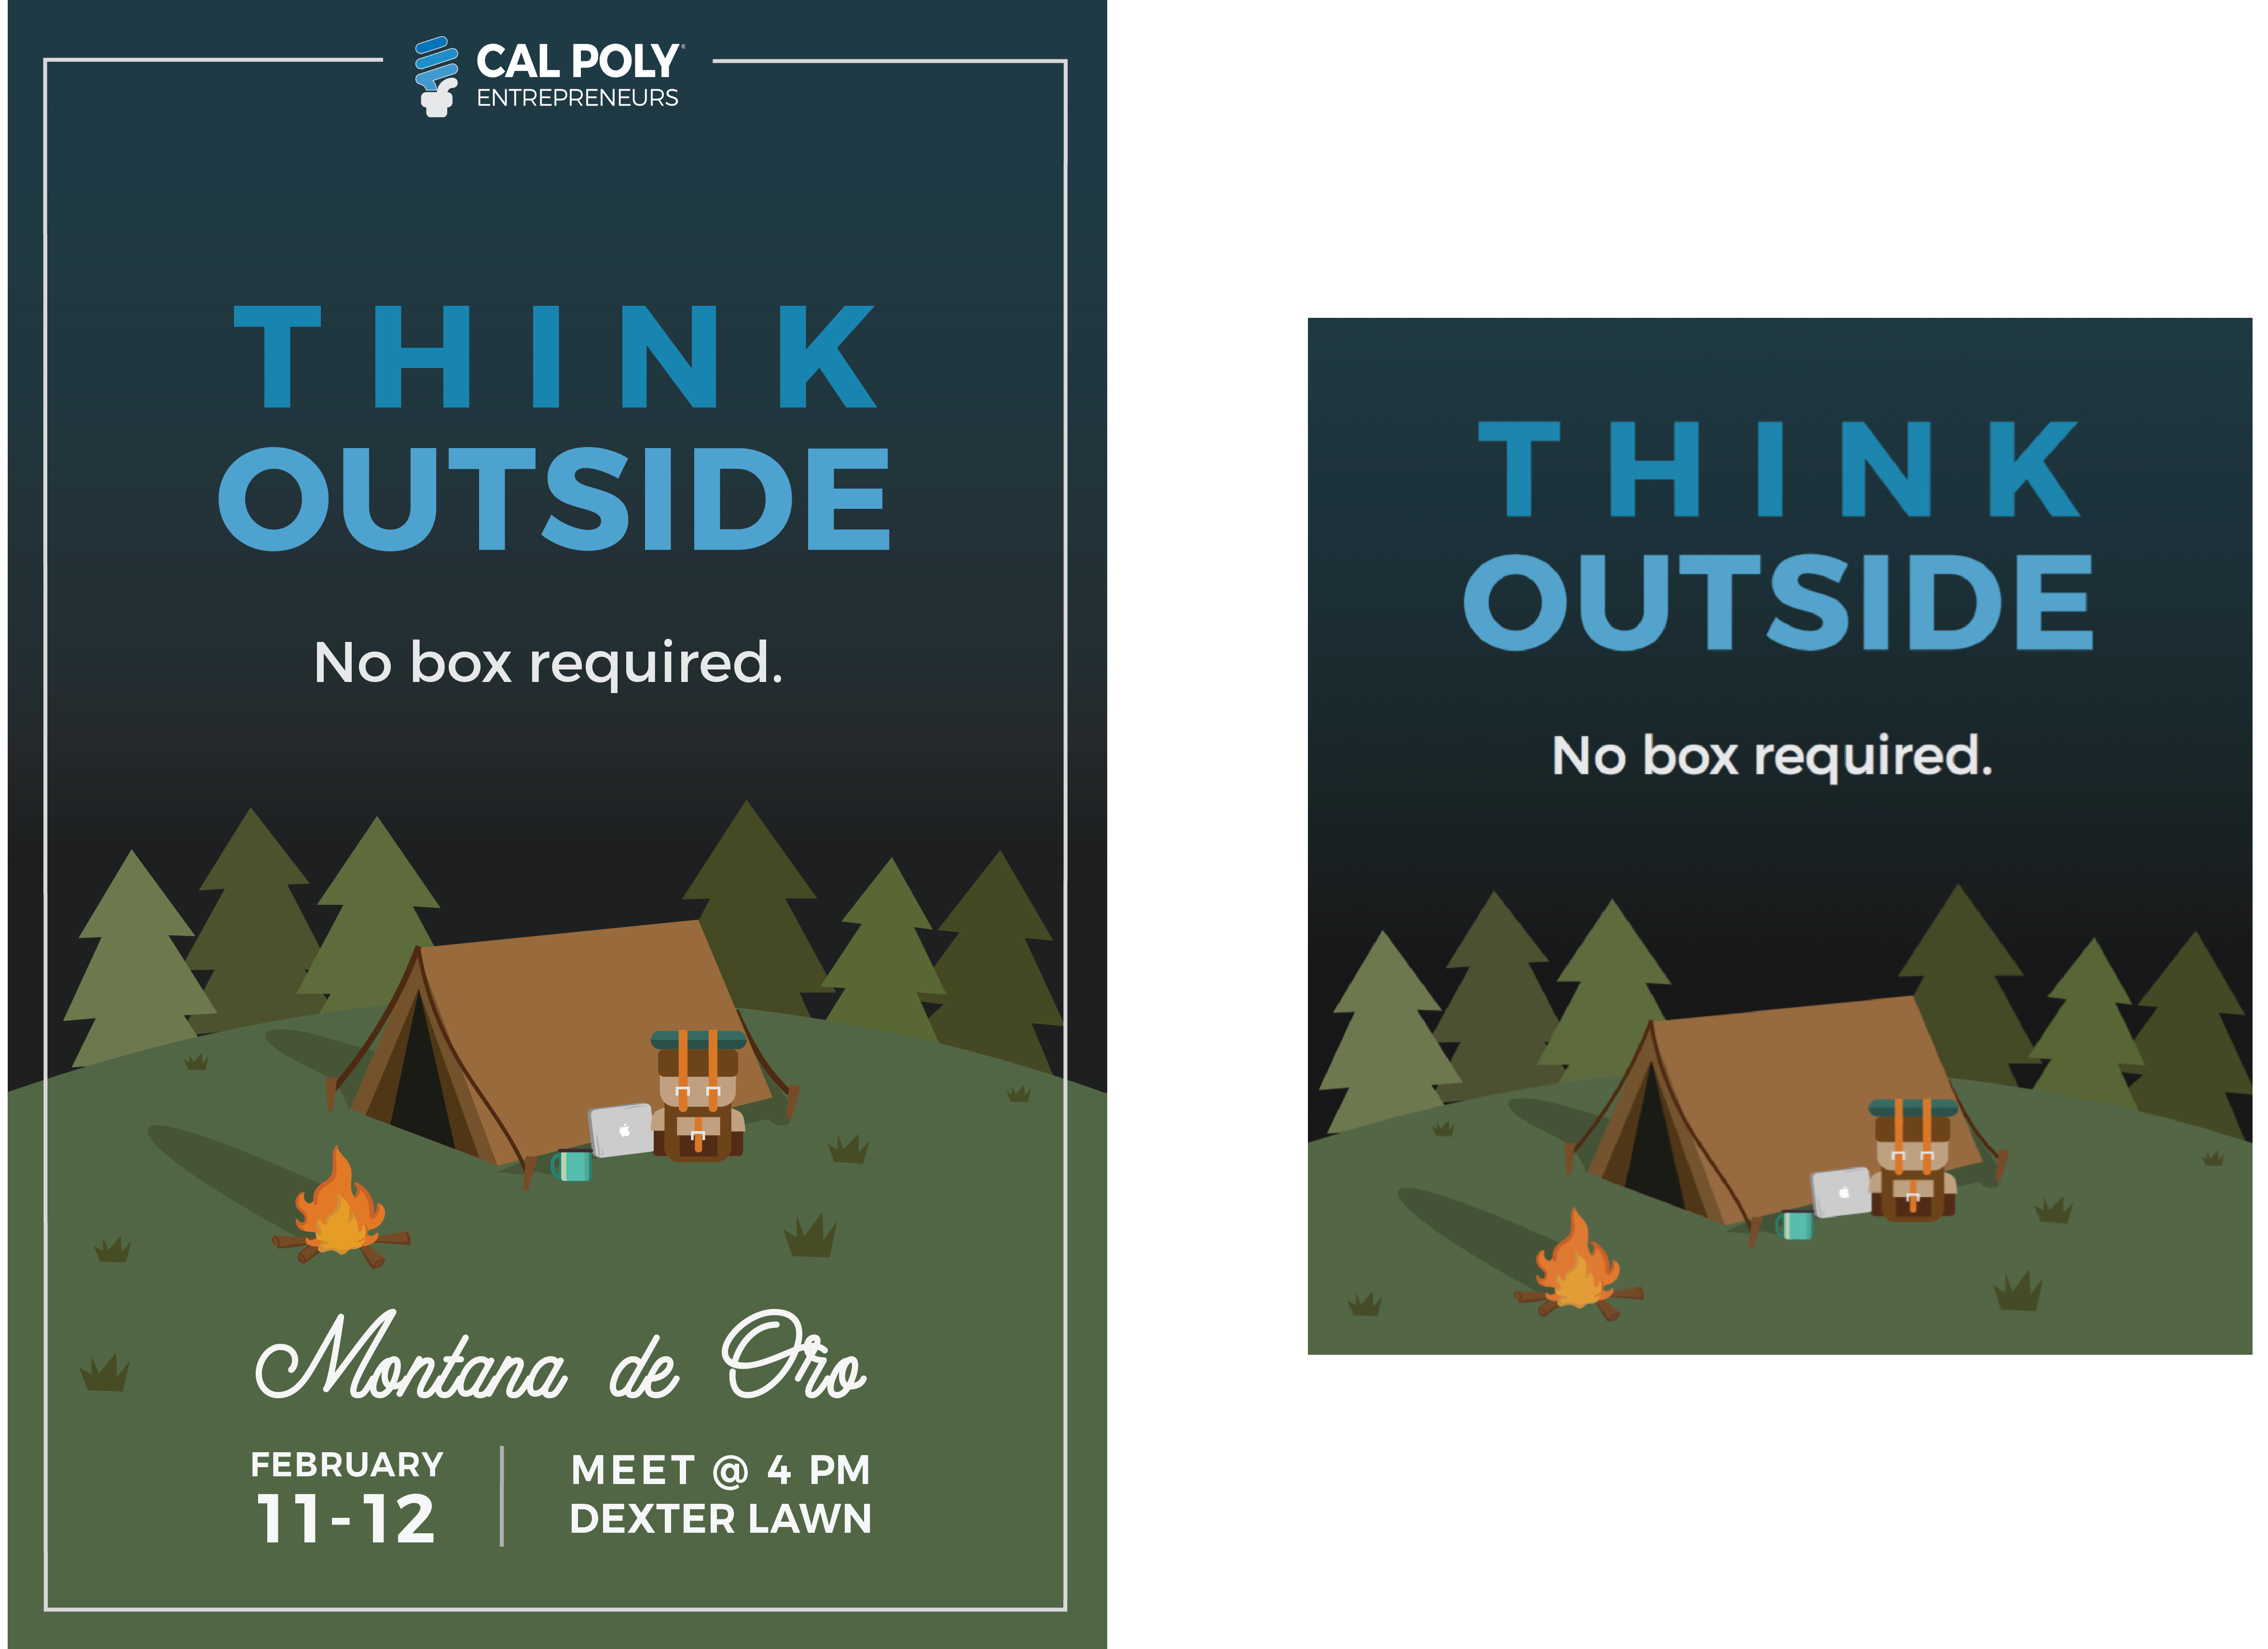 CAL POLY®
ENTREPRENEURS
THINK
OUTSIDE
No box required.
Montana de Oro
FEBRUARY
11-12
MEET @ 4 PM
DEXTER LAWN
THINK
OUTSIDE
No box required.